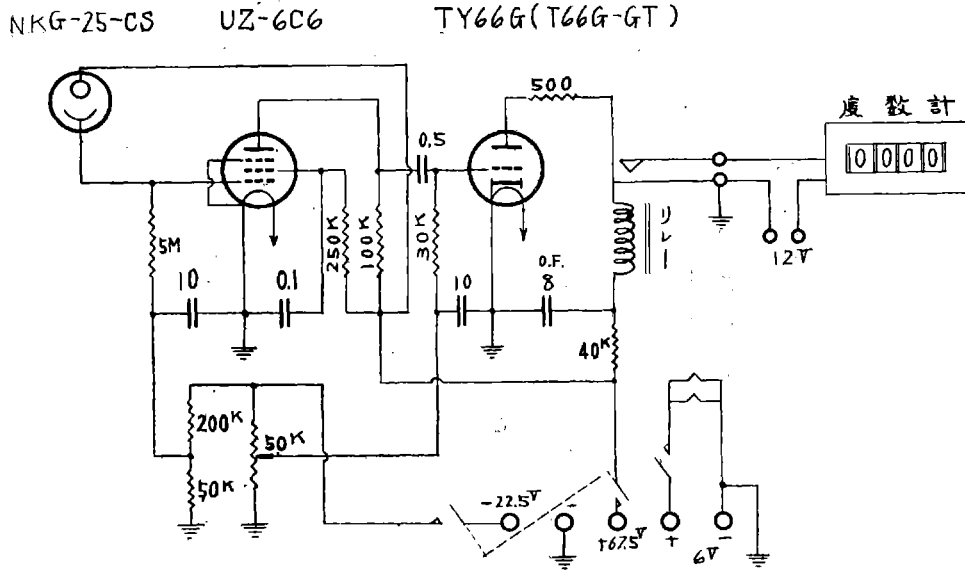 NKG-25-CS UZ-6C6 TY66G(T66G-GT)
500
度数計
0.5
0000
5M
250K
100K
30K
リレー
12V
10
0.1
10
O.F.
8
40K
200K
50K
50K
-22.5V
+67.5V
+
-
6V